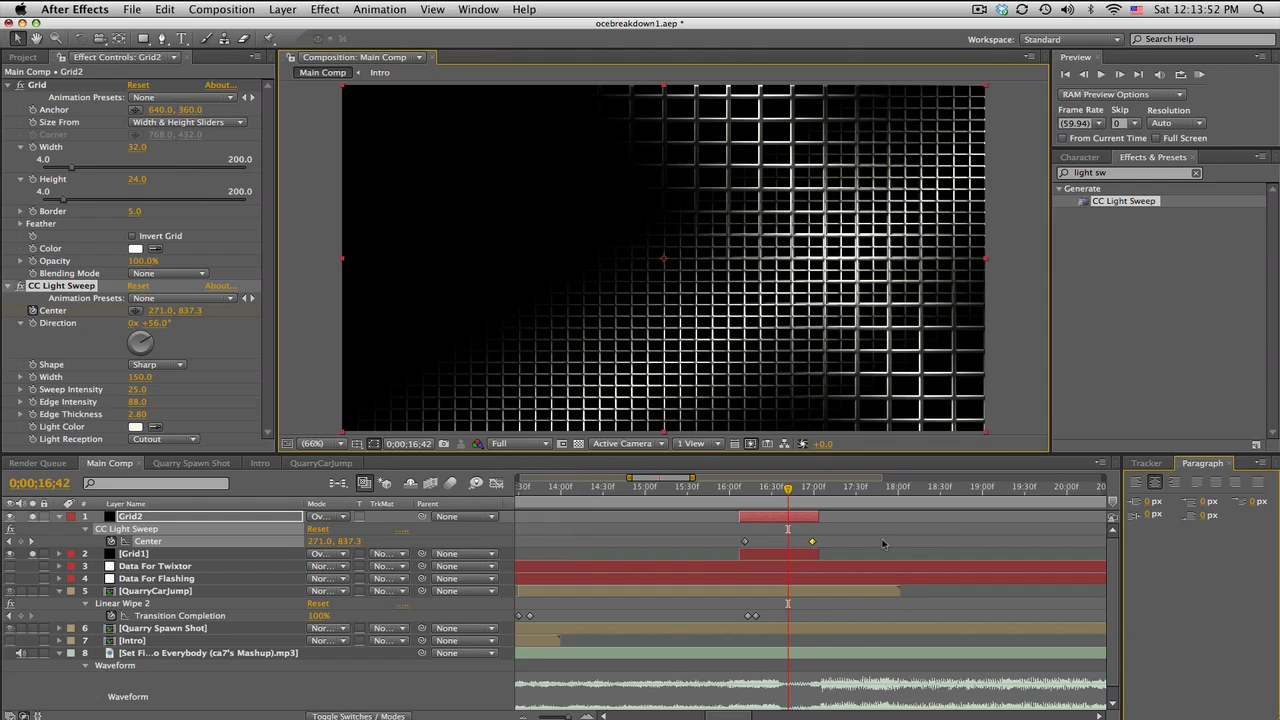 After Effects File Edit Composition Layer Effect Animation View Window Help Sat 12:13:52
ocebreakdown1.aep *
Workspace: Standard Search Help
Project Effect Controls: Grid2 Composition: Main Comp Preview
Main Comp • Grid2 Main Comp Intro
Grid Reset About...
Animation Presets: None
Anchor 640.0, 360.0
Size From Width & Height Sliders
Corner 768.0, 432.0
Width 32.0
4.0 200.0
Height 24.0
4.0 200.0
Border 5.0
Feather
Invert Grid
Color
Opacity 100.0%
Blending Mode None
CC Light Sweep Reset About...
Animation Presets: None
Center 271.0, 837.3
Direction 0x +56.0°
Shape Sharp
Width 150.0
Sweep Intensity 25.0
Edge Intensity 88.0
Edge Thickness 2.80
Light Color
Light Reception Cutout
RAM Preview Options
Frame Rate Skip Resolution
(59.94) 0 Auto
From Current Time Full Screen
Character Effects & Presets
light sw
Generate
CC Light Sweep
(66%) 0;00;16;42 Full Active Camera 1 View +0.0
Render Queue Main Comp Quarry Spawn Shot Intro QuarryCarJump Tracker Paragraph
0;00;16;42 :30f 14:00f 14:30f 15:00f 15:30f 16:00f 16:30f 17:00f 17:30f 18:00f 18:30f 19:00f 19:30f 20:00f 20
# Layer Name Mode T TrkMat Parent
1 Grid2 Ov... None
CC Light Sweep Reset
Center 271.0, 837.3
2 [Grid1] Ov... No... None
3 Data For Twixtor Nor... No... None
4 Data For Flashing Nor... No... None
5 [QuarryCarJump] Nor... No... None
Linear Wipe 2 Reset
Transition Completion 100%
6 [Quarry Spawn Shot] Nor... No... None
7 [Intro] Nor... No... None
8 [Set Fi...o Everybody (ca7's Mashup).mp3] None
Waveform
Waveform
Toggle Switches / Modes
0 px 0 px 0 px
0 px 0 px